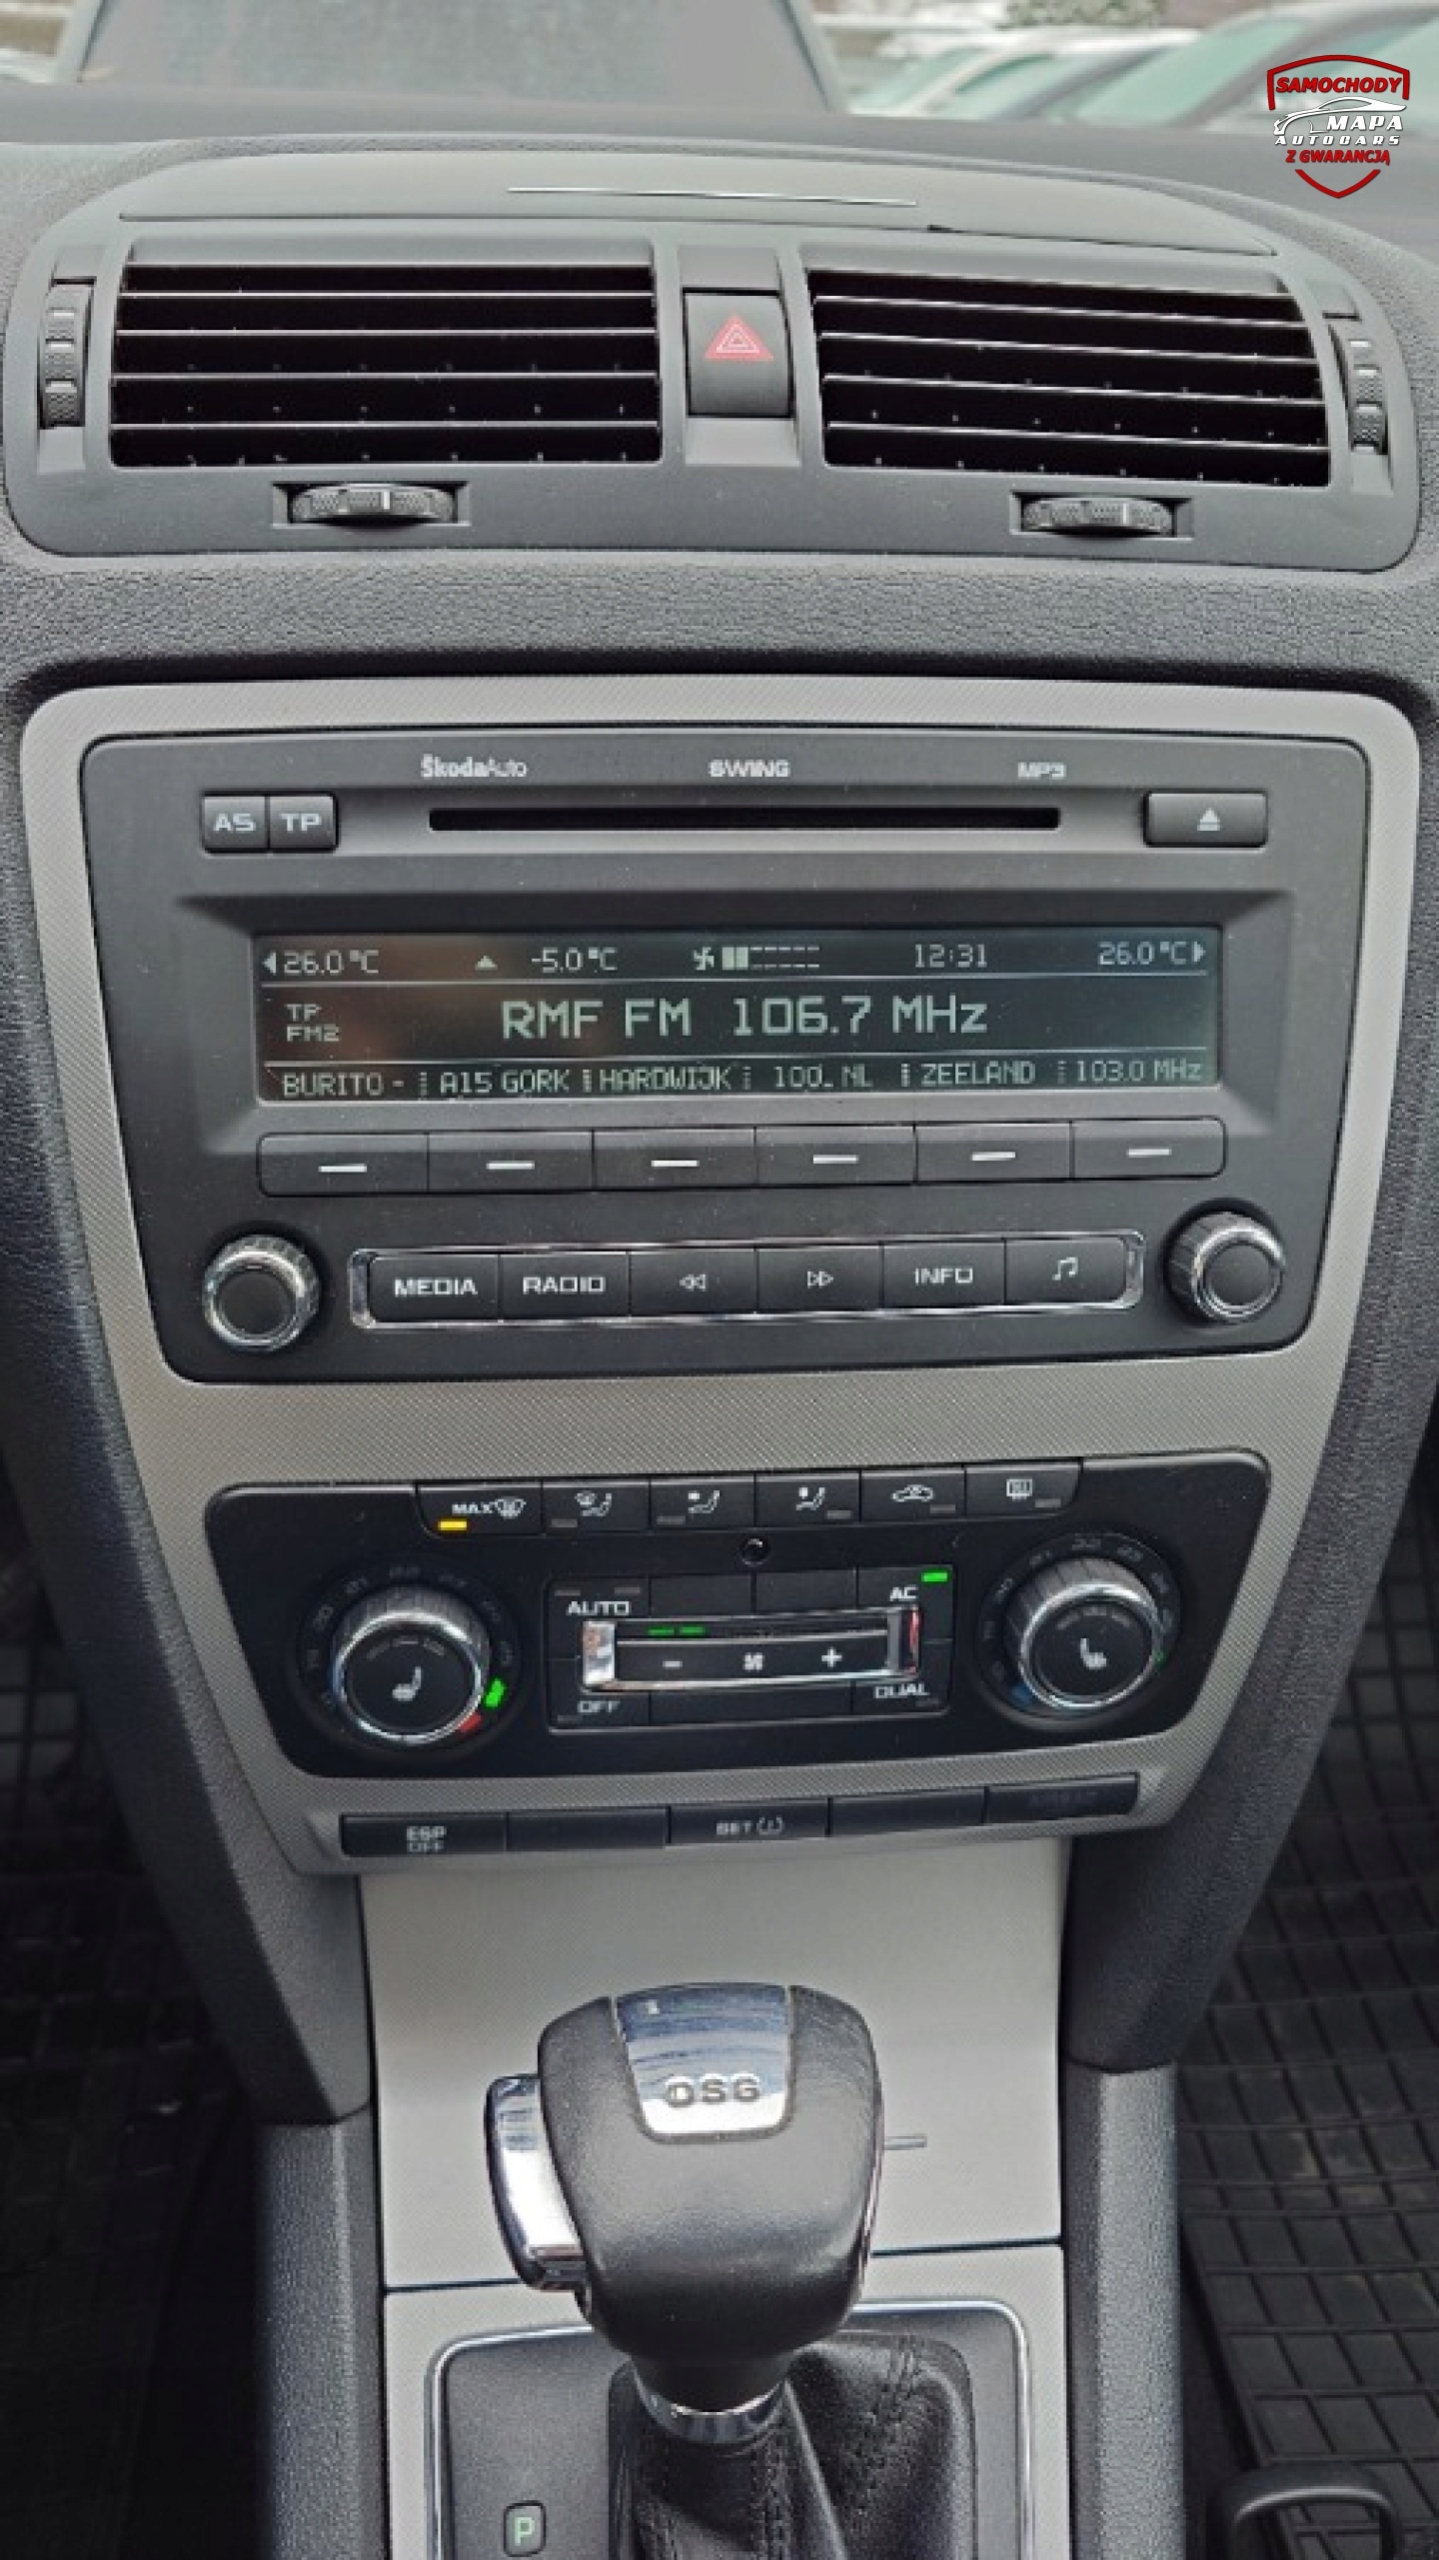 SAMOCHODY
MAPA
AUTOCARS
Z GWARANCJĄ
ŠkodaAuto SWING MP3
AS TP
26.0°C -5.0°C 12:31 26.0°C
TP
FM2
RMF FM 106.7 MHz
BURITO - A15 GORK HARDWIJK 100_ NL ZEELAND 103.0 MHz
MEDIA RADIO INFO
MAX
AUTO AC
- +
OFF DUAL
ESP
OFF
SET
DSG
P